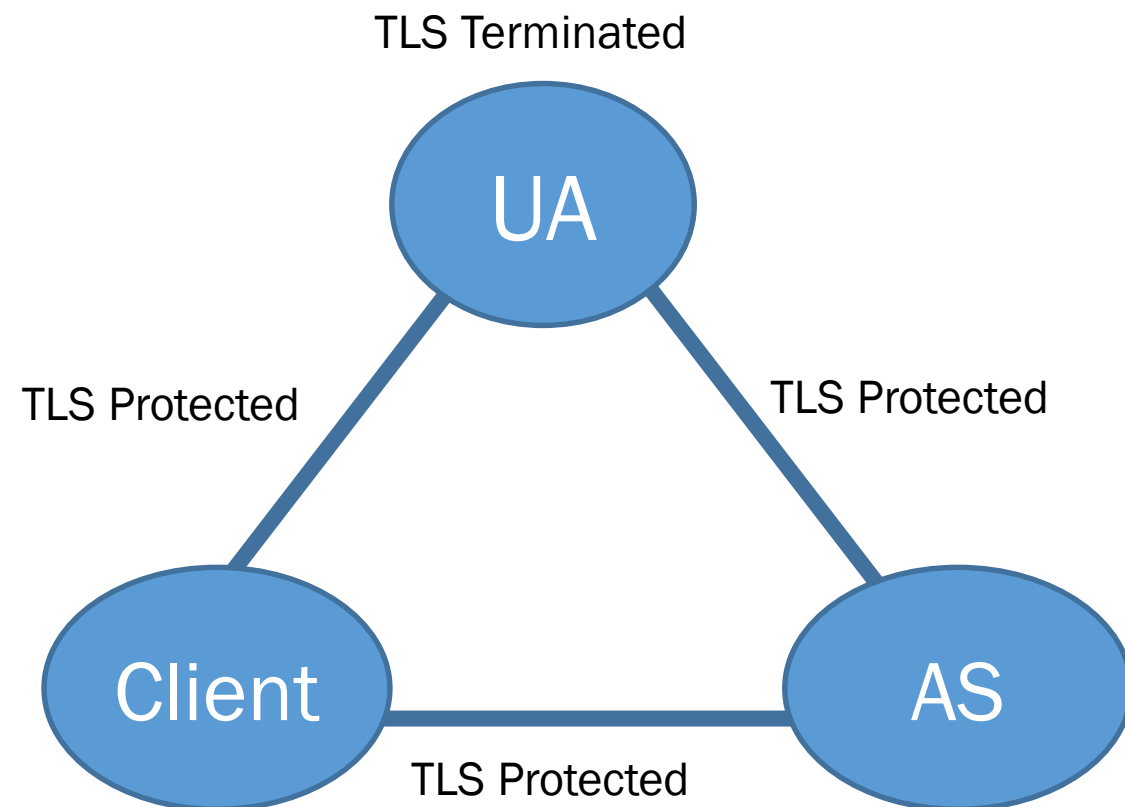 TLS Terminated
UA
TLS Protected
TLS Protected
Client
AS
TLS Protected